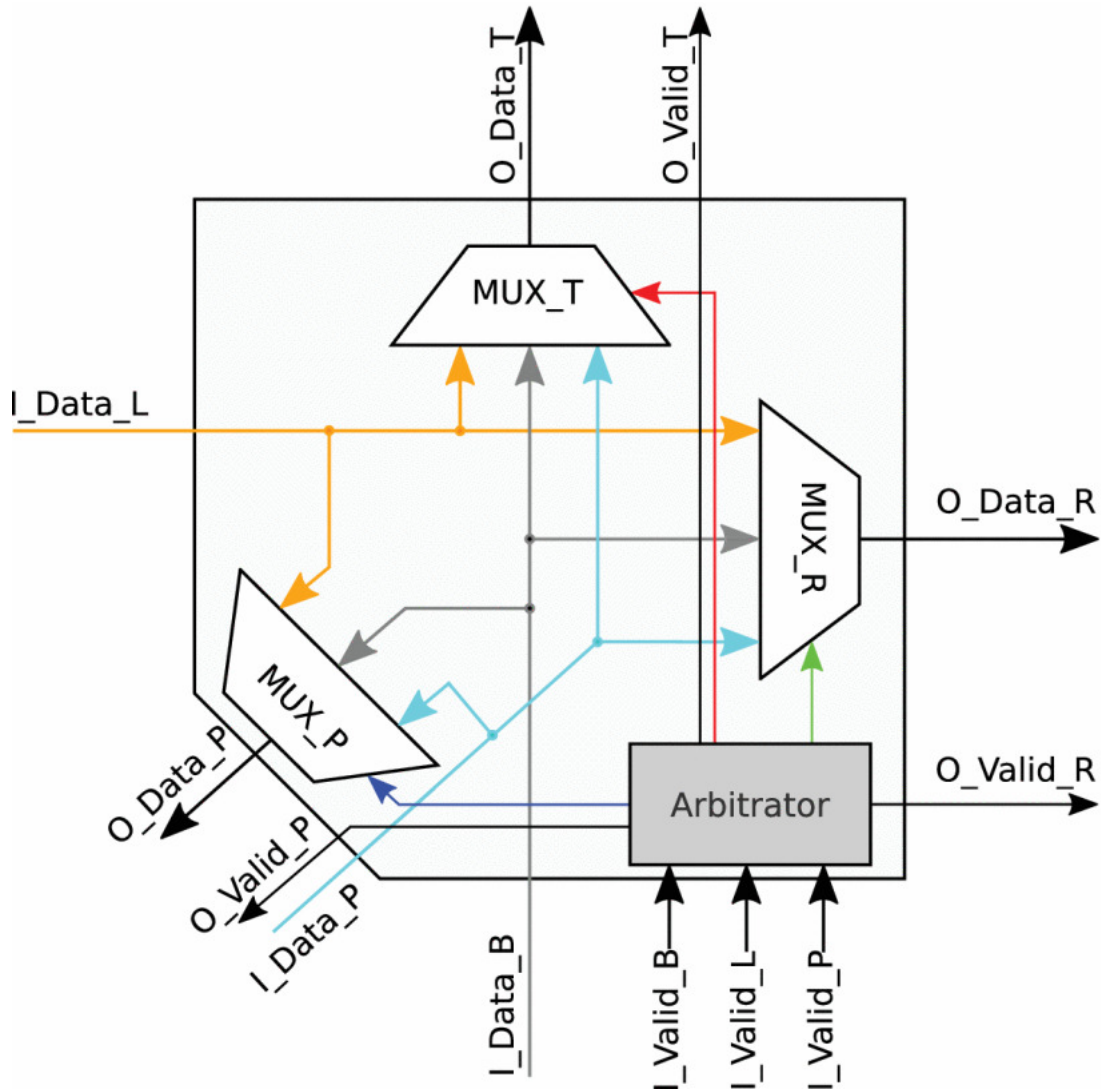 O_Data_T
O_Valid_T
MUX_T
I_Data_L
MUX_R
O_Data_R
MUX_P
O_Data_P
Arbitrator
O_Valid_R
O_Valid_P
I_Data_P
I_Data_B
I_Valid_B
I_Valid_L
I_Valid_P